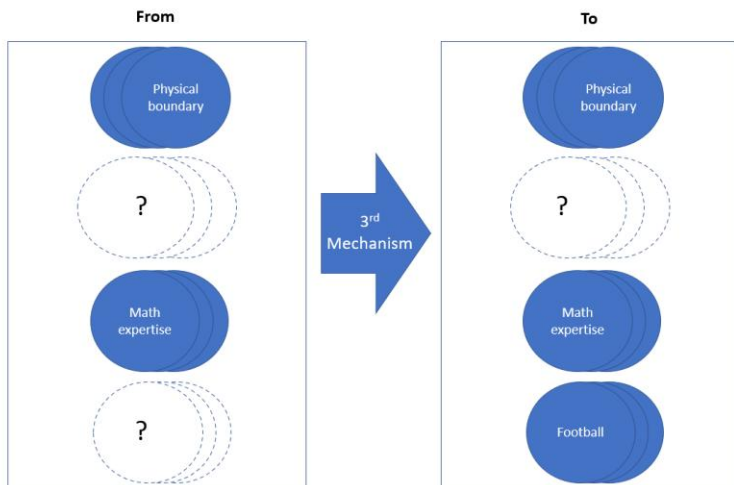 From
To
Physical
boundary
?
Math
expertise
?
3rd
Mechanism
Physical
boundary
?
Math
expertise
Football